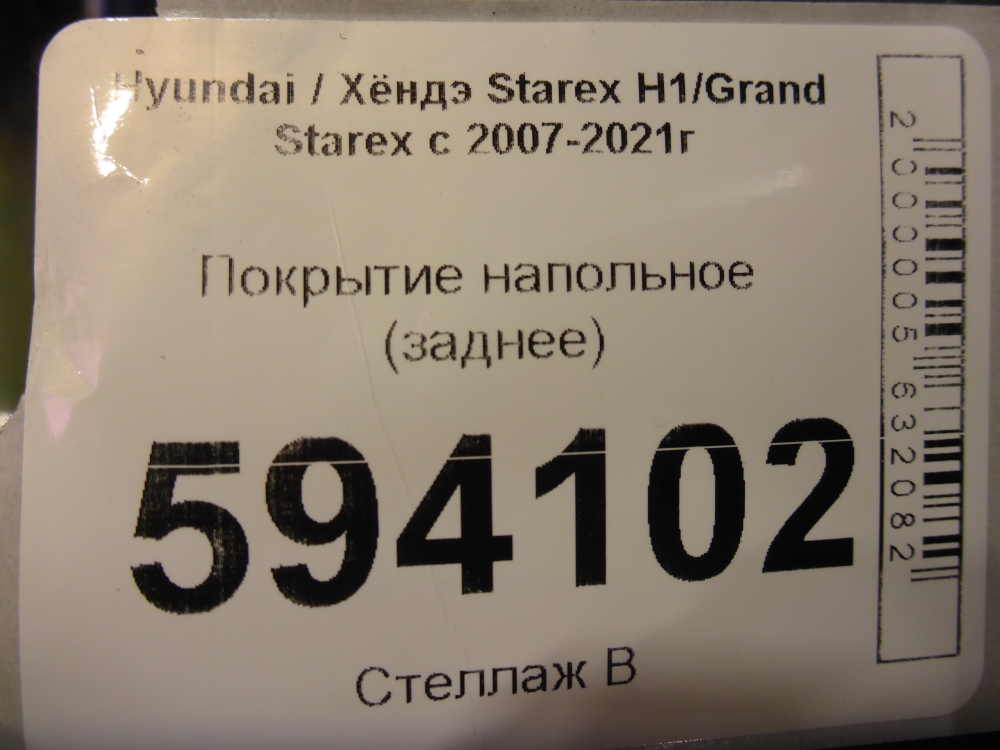 Hyundai / Хёндэ Starex H1/Grand
Starex с 2007-2021г
Покрытие напольное
(заднее)
594102
Стеллаж В
2000005632082